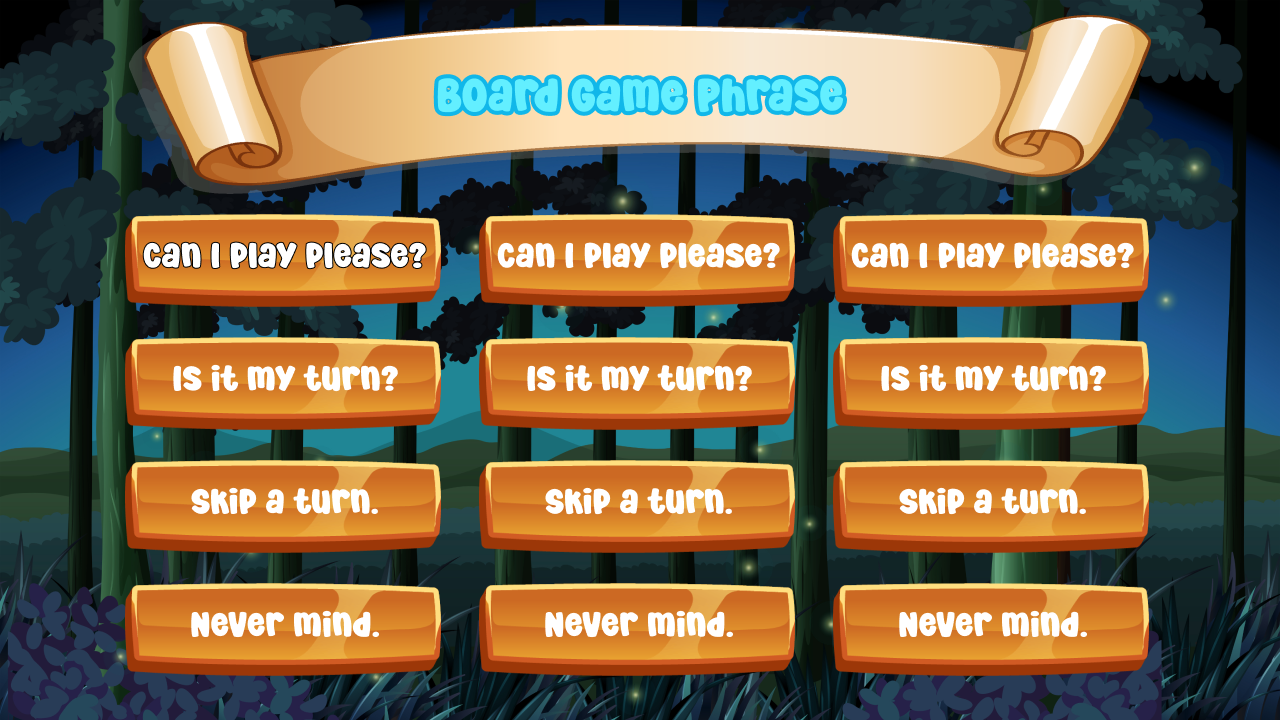 Board Game Phrase
Can I play please? Can I play please? Can I play please?
Is it my turn? Is it my turn? Is it my turn?
Skip a turn. Skip a turn. Skip a turn.
Never mind. Never mind. Never mind.